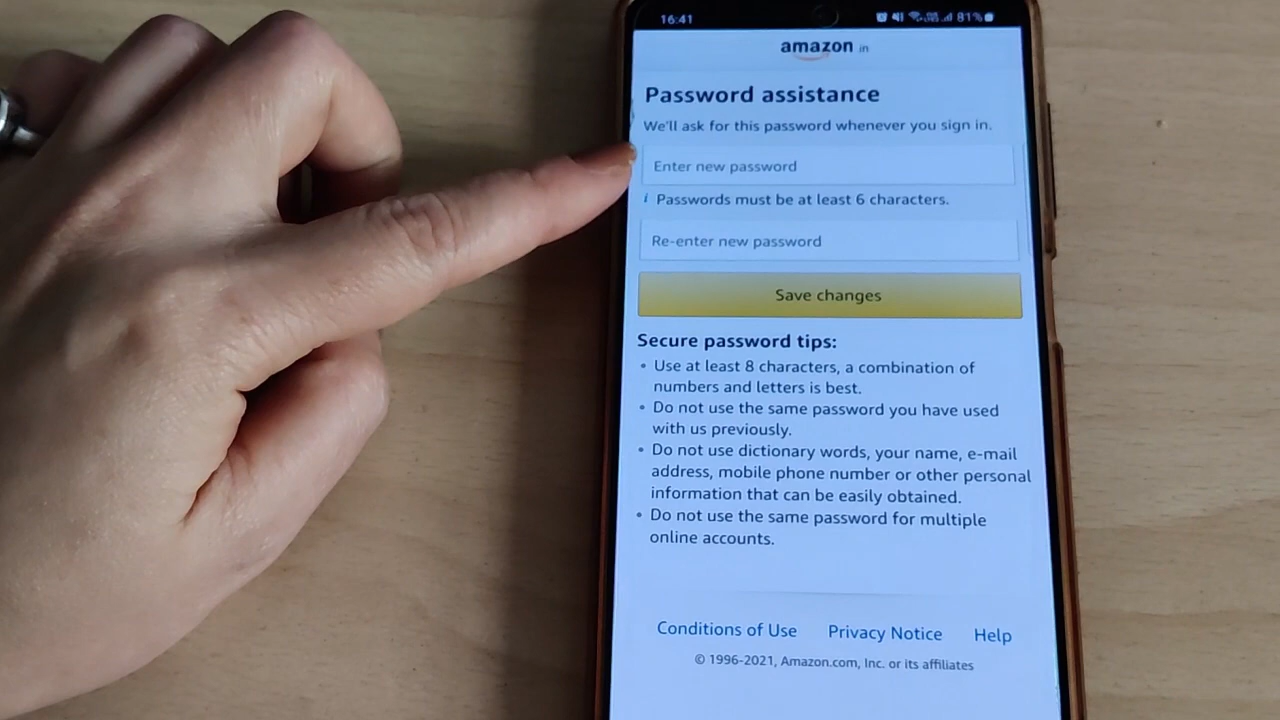 16:41 81%
amazon in
Password assistance
We'll ask for this password whenever you sign in.
Enter new password
i Passwords must be at least 6 characters.
Re-enter new password
Save changes
Secure password tips:
• Use at least 8 characters, a combination of
numbers and letters is best.
• Do not use the same password you have used
with us previously.
• Do not use dictionary words, your name, e-mail
address, mobile phone number or other personal
information that can be easily obtained.
• Do not use the same password for multiple
online accounts.
Conditions of Use Privacy Notice Help
© 1996-2021, Amazon.com, Inc. or its affiliates